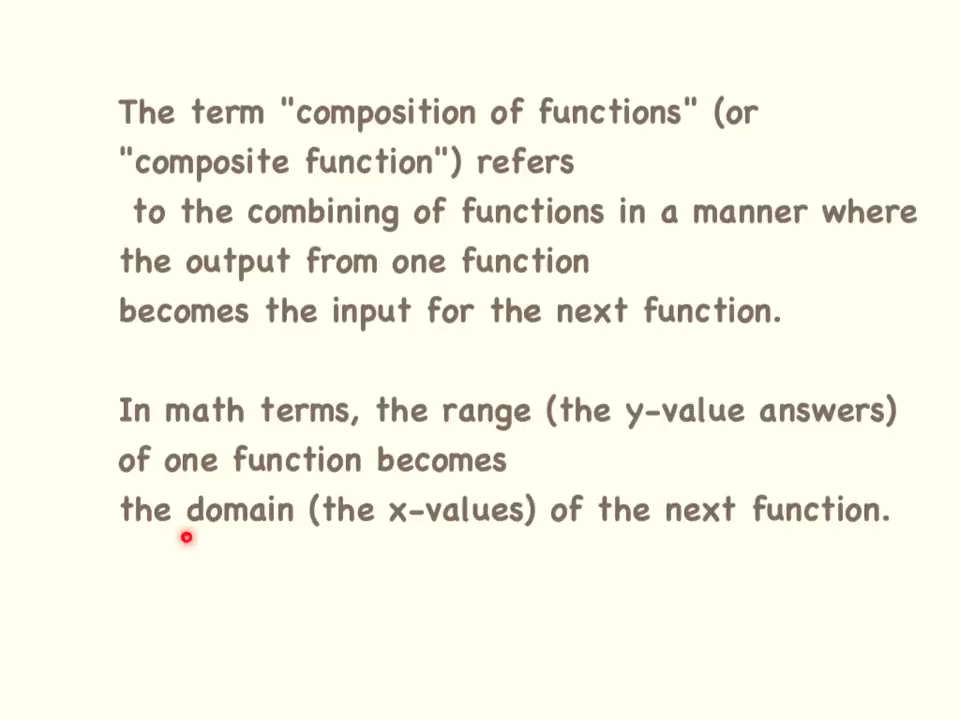 The term "composition of functions" (or
"composite function") refers
to the combining of functions in a manner where
the output from one function
becomes the input for the next function.
In math terms, the range (the y-value answers)
of one function becomes
the domain (the x-values) of the next function.